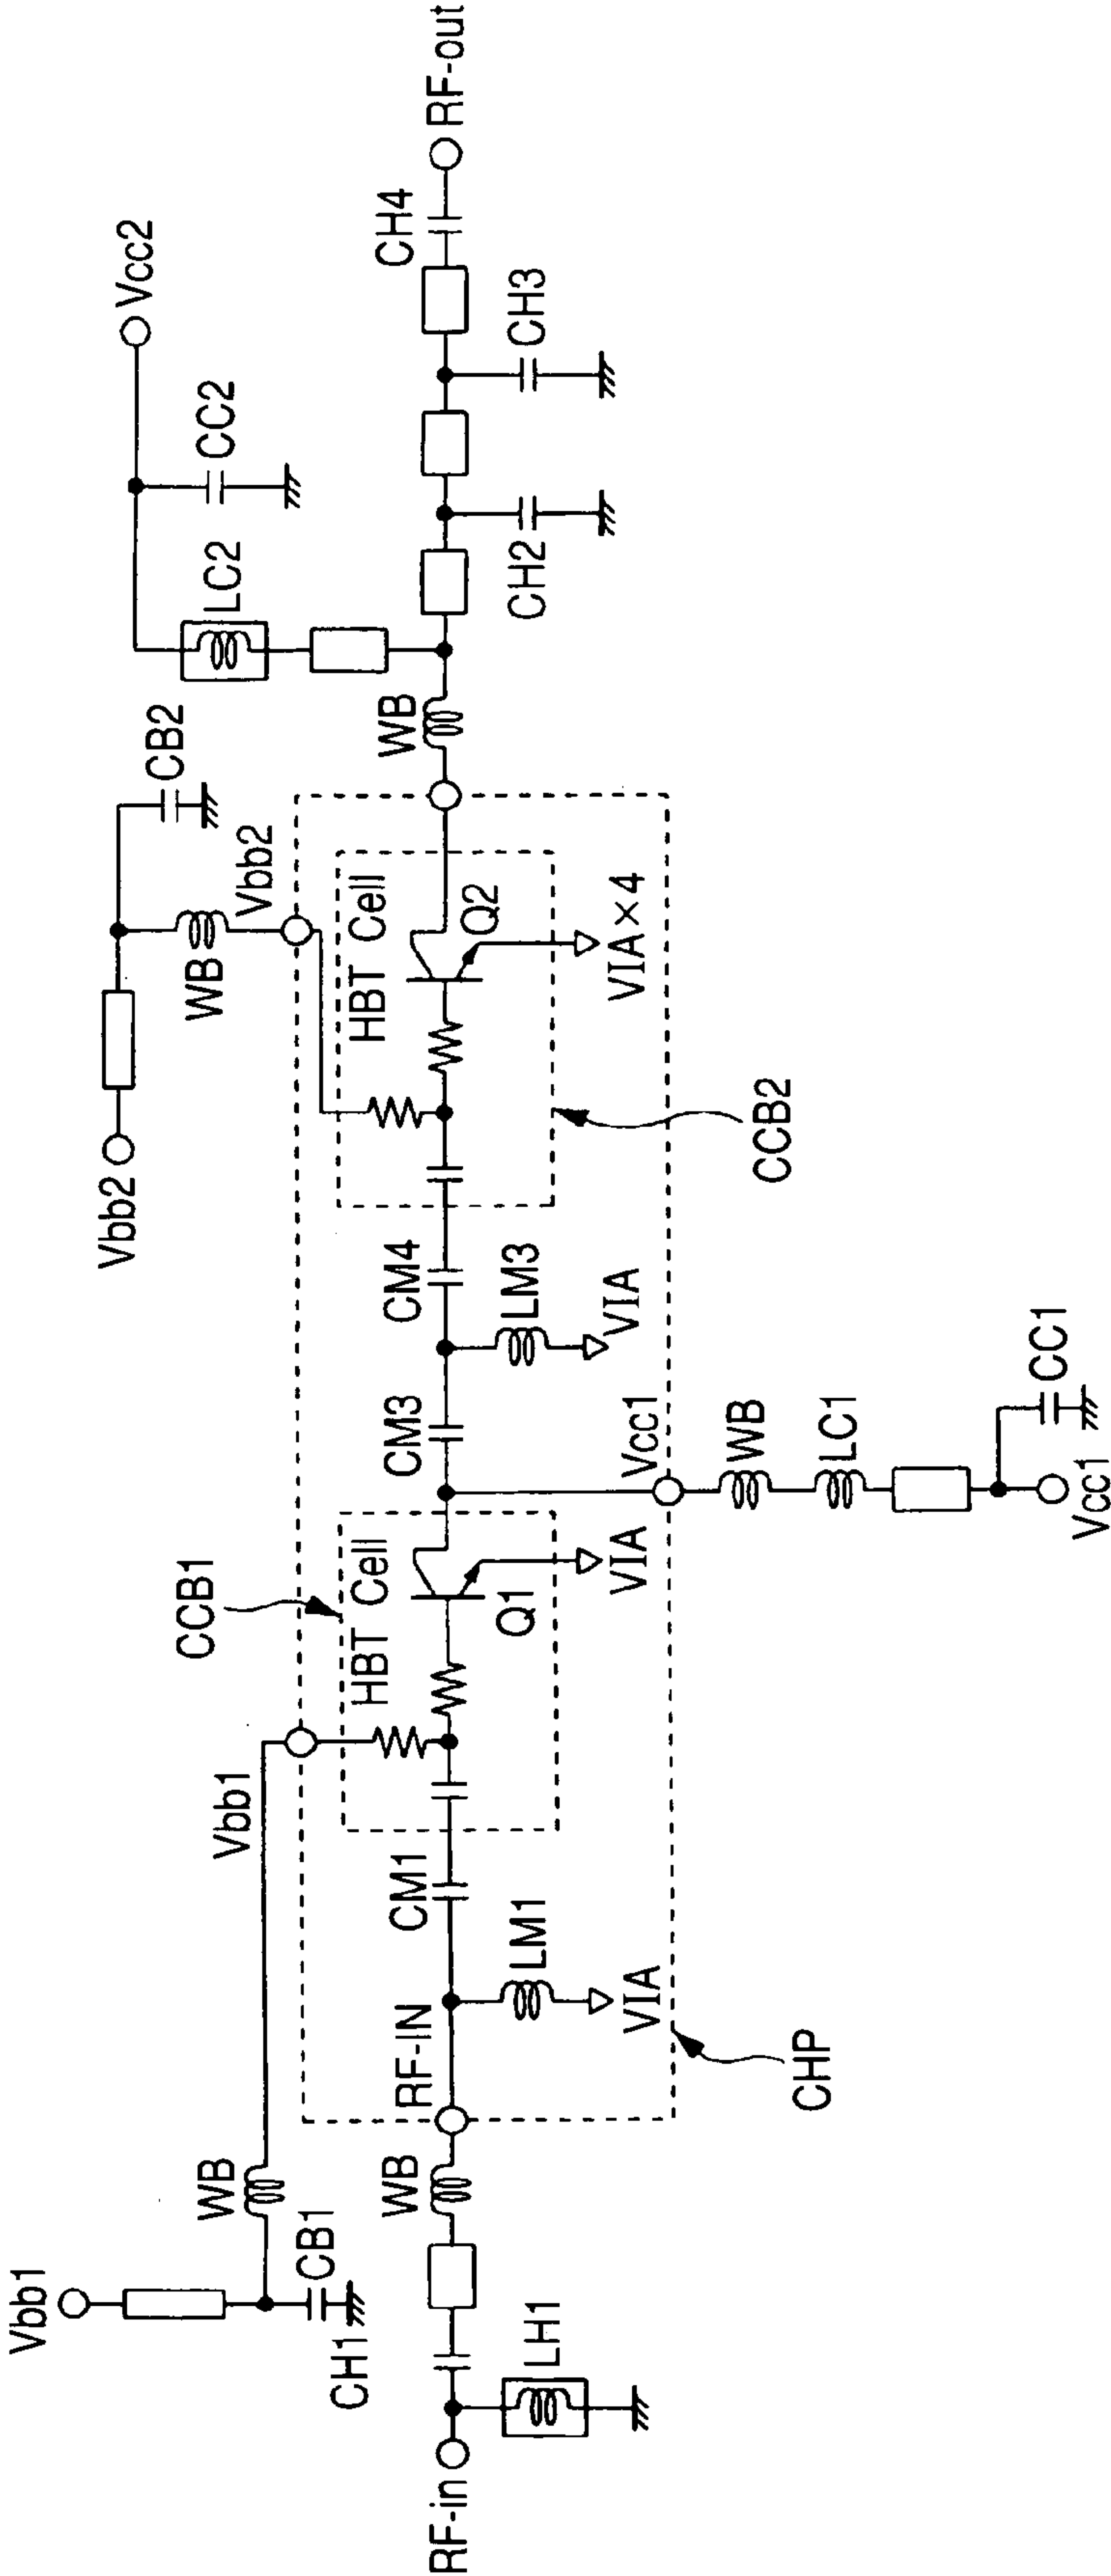 Vbb1
WB
CB1
CH1
RF-in
LH1
WB
RF-IN
LM1
VIA
CHP
CM1
Vbb1
CCB1
HBT Cell
Q1
VIA
Vcc1
WB
LC1
CC1
Vcc1
CM3
LM3
VIA
CM4
CCB2
HBT Cell
Q2
VIA×4
Vbb2
WB
Vbb2
CB2
WB
LC2
CC2
Vcc2
CH2
CH3
CH4
RF-out